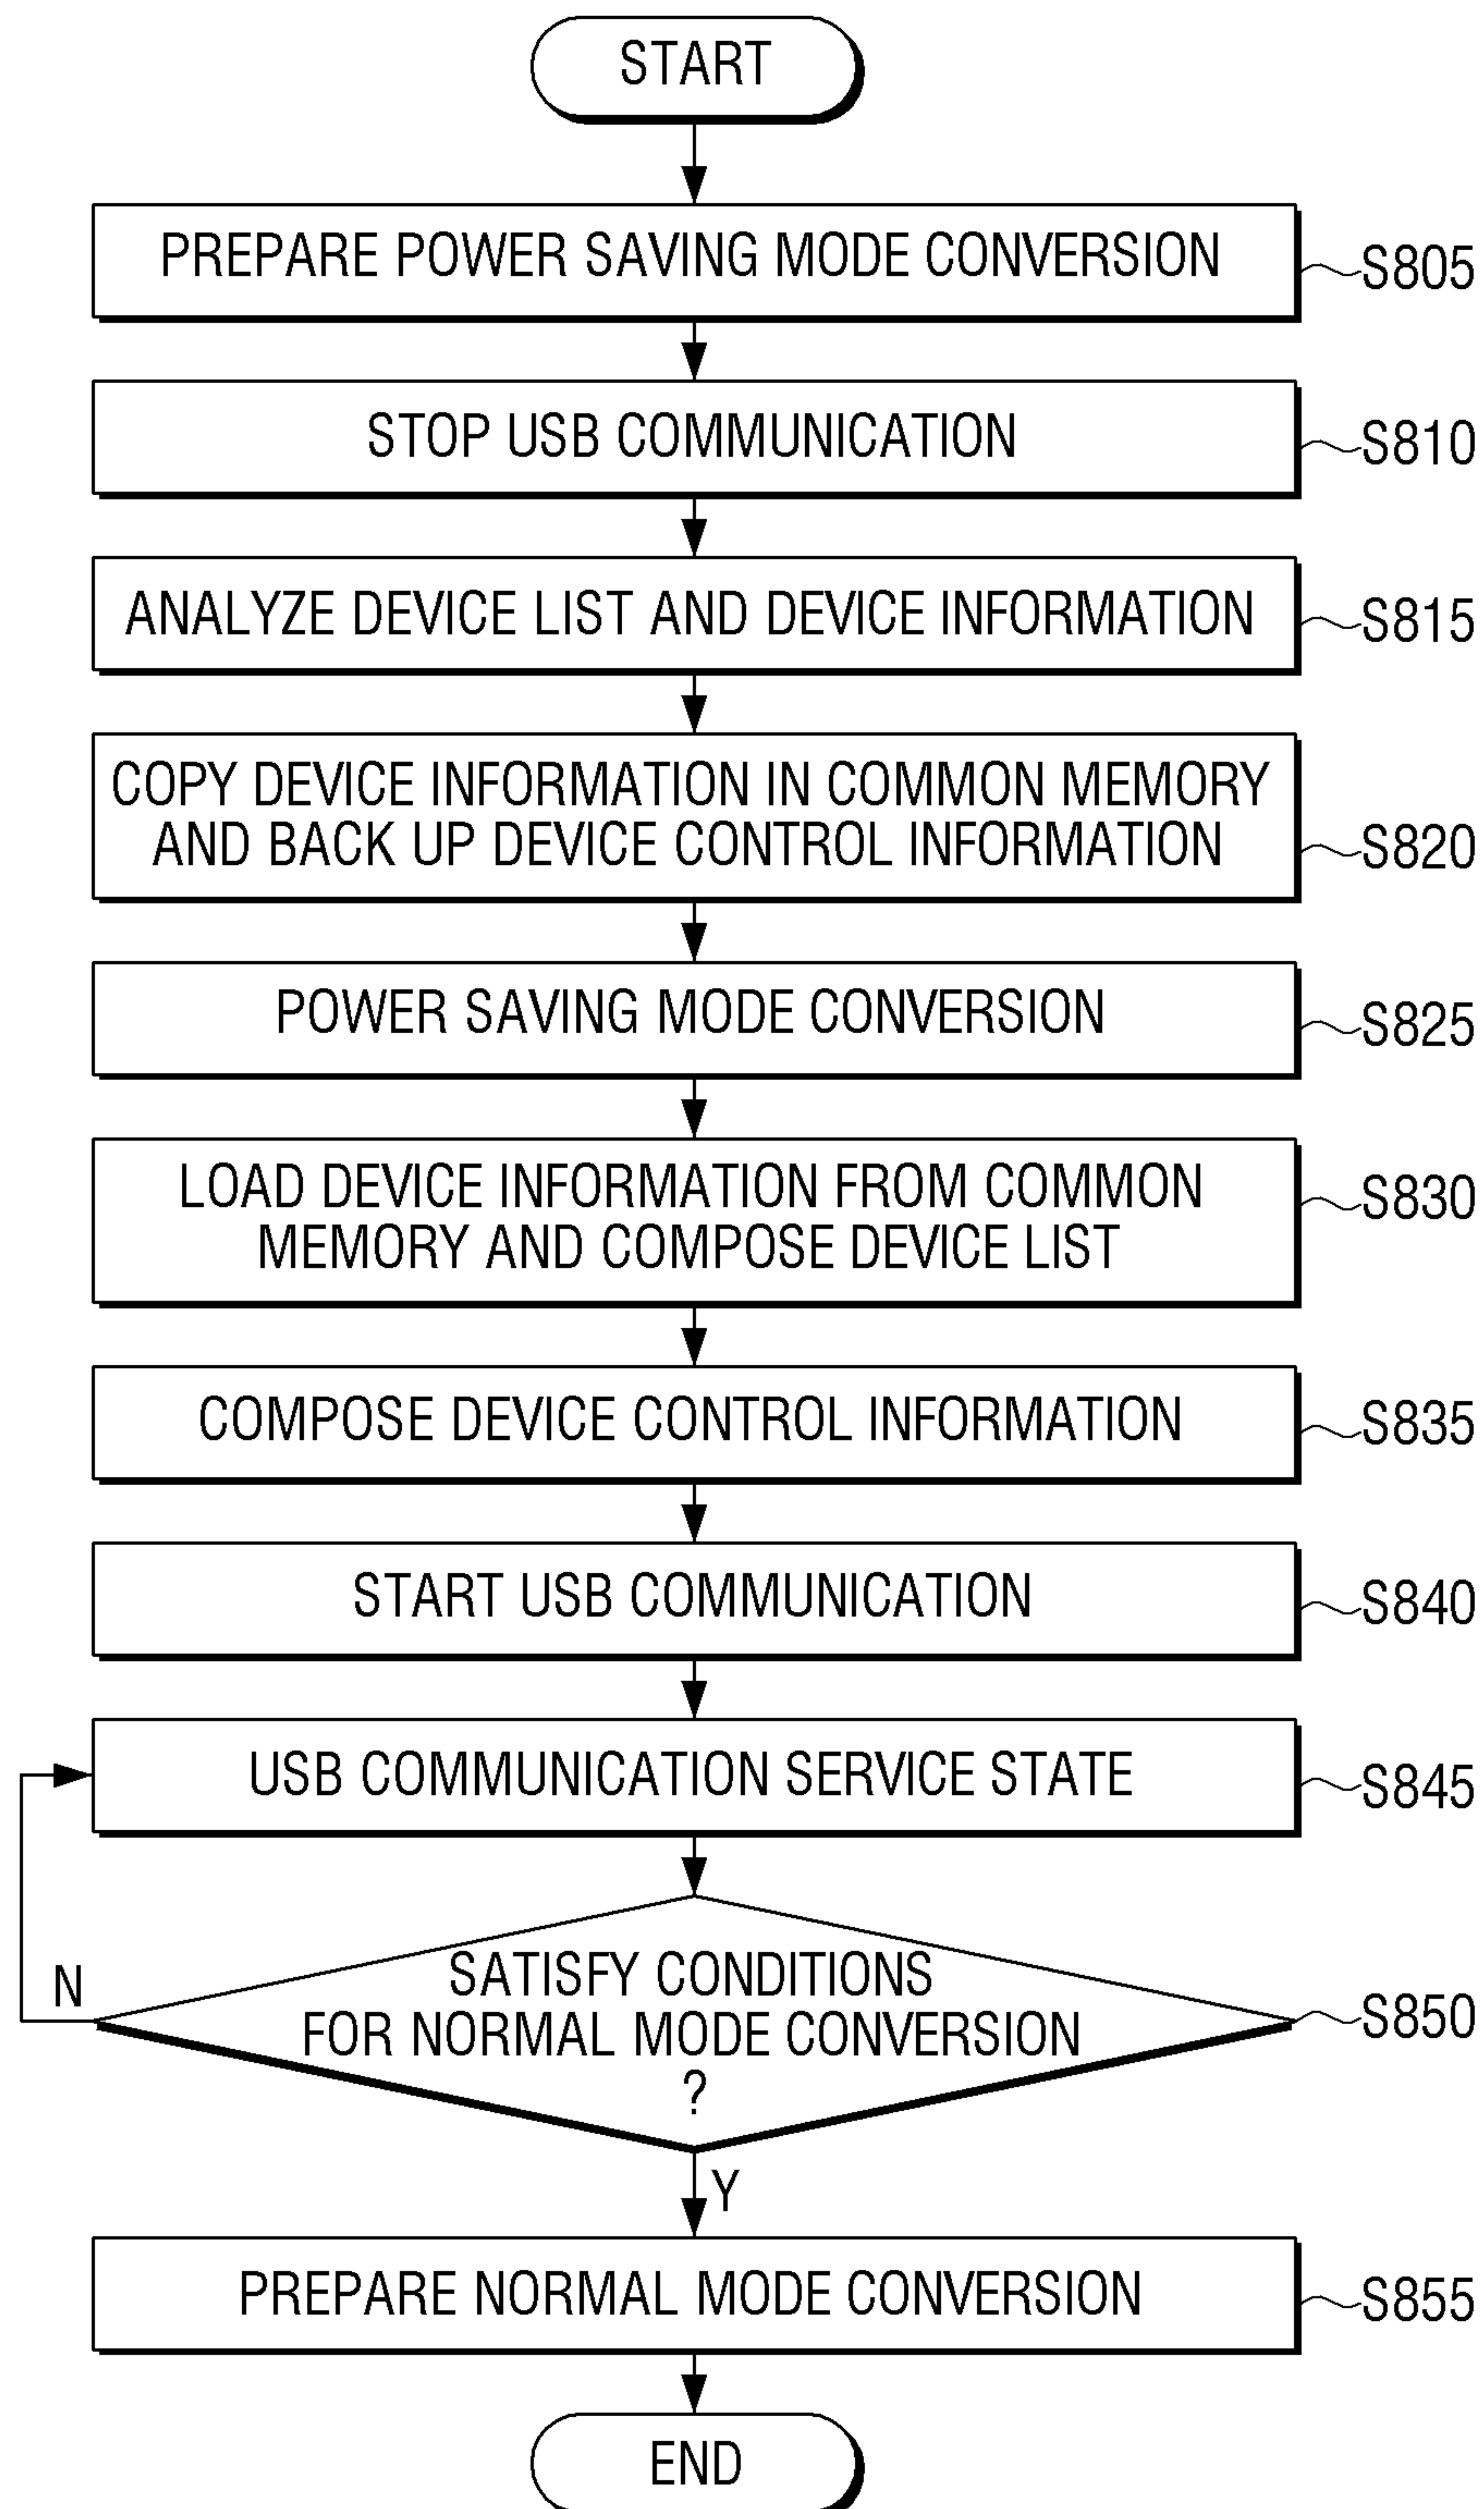 START
PREPARE POWER SAVING MODE CONVERSION
S805
STOP USB COMMUNICATION
S810
ANALYZE DEVICE LIST AND DEVICE INFORMATION
S815
COPY DEVICE INFORMATION IN COMMON MEMORY
AND BACK UP DEVICE CONTROL INFORMATION
S820
POWER SAVING MODE CONVERSION
S825
LOAD DEVICE INFORMATION FROM COMMON
MEMORY AND COMPOSE DEVICE LIST
S830
COMPOSE DEVICE CONTROL INFORMATION
S835
START USB COMMUNICATION
S840
USB COMMUNICATION SERVICE STATE
S845
SATISFY CONDITIONS
FOR NORMAL MODE CONVERSION
?
S850
N
Y
PREPARE NORMAL MODE CONVERSION
S855
END